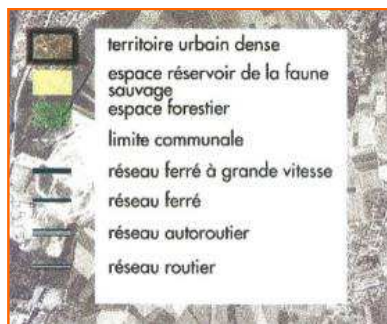 territoire urbain dense
espace réservoir de la faune
sauvage
espace forestier
limite communale
réseau ferré à grande vitesse
réseau ferré
réseau autoroutier
réseau routier